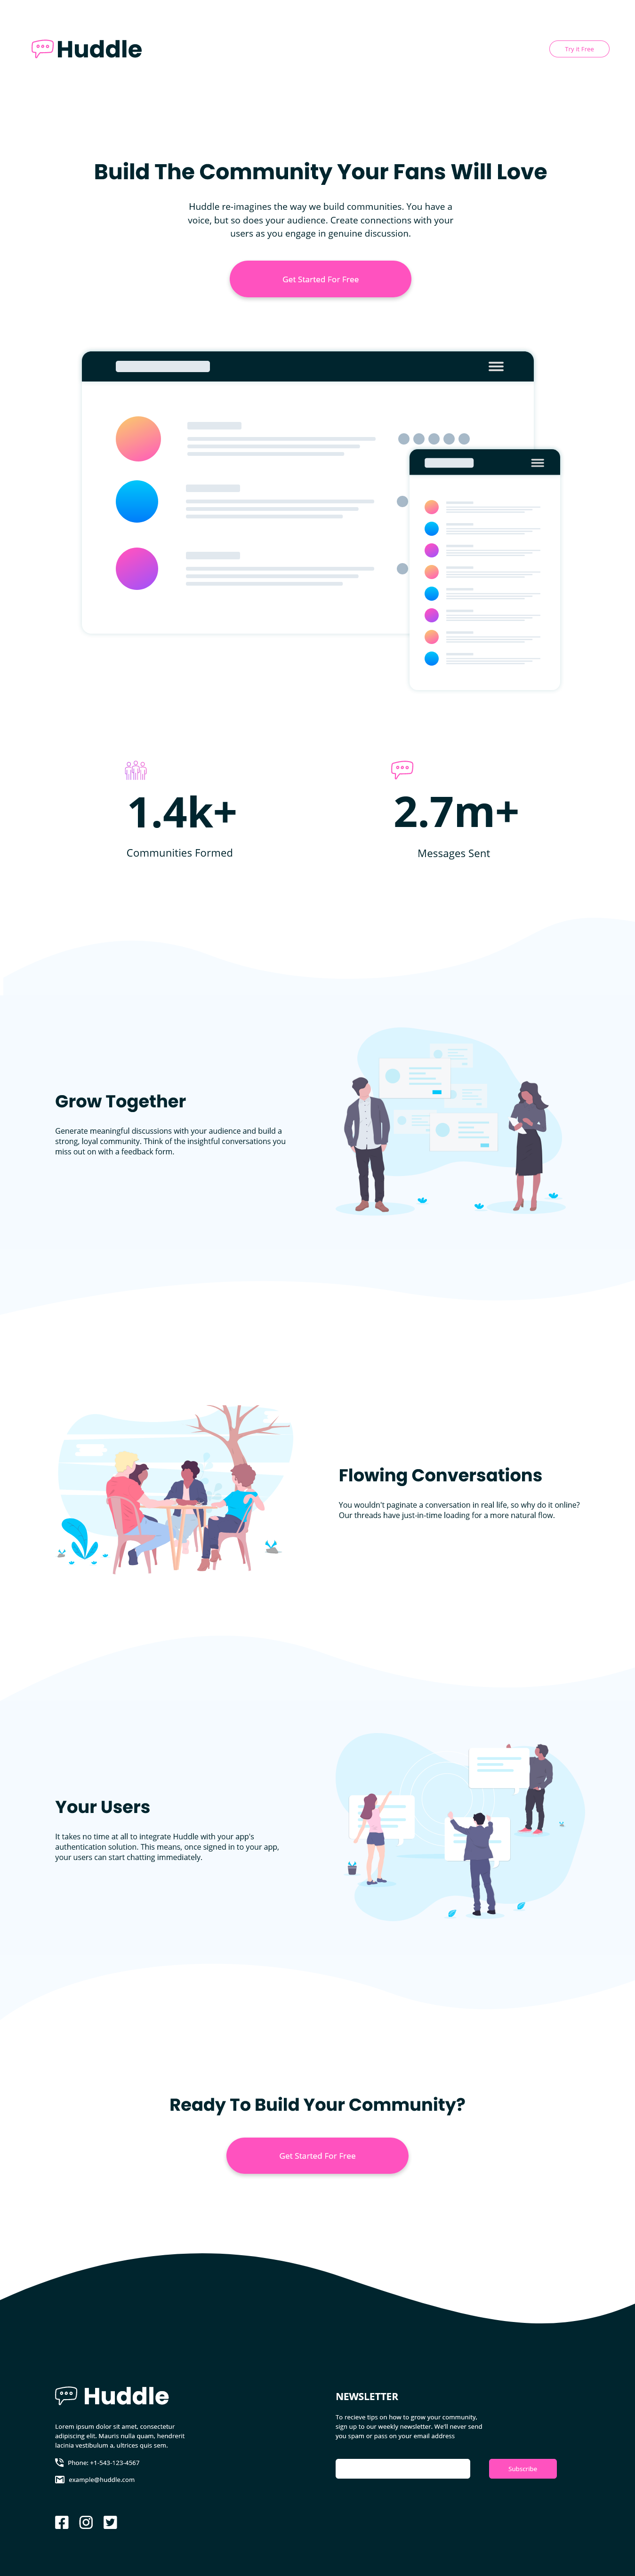 Huddle
Try it Free
Build The Community Your Fans Will Love
Huddle re-imagines the way we build communities. You have a
voice, but so does your audience. Create connections with your
users as you engage in genuine discussion.
Get Started For Free
1.4k+
Communities Formed
2.7m+
Messages Sent
Grow Together
Generate meaningful discussions with your audience and build a
strong, loyal community. Think of the insightful conversations you
miss out on with a feedback form.
Flowing Conversations
You wouldn't paginate a conversation in real life, so why do it online?
Our threads have just-in-time loading for a more natural flow.
Your Users
It takes no time at all to integrate Huddle with your app's
authentication solution. This means, once signed in to your app,
your users can start chatting immediately.
Ready To Build Your Community?
Get Started For Free
Huddle
Lorem ipsum dolor sit amet, consectetur
adipiscing elit. Mauris nulla quam, hendrerit
lacinia vestibulum a, ultrices quis sem.
Phone: +1-543-123-4567
example@huddle.com
NEWSLETTER
To recieve tips on how to grow your community,
sign up to our weekly newsletter. We'll never send
you spam or pass on your email address
Subscribe